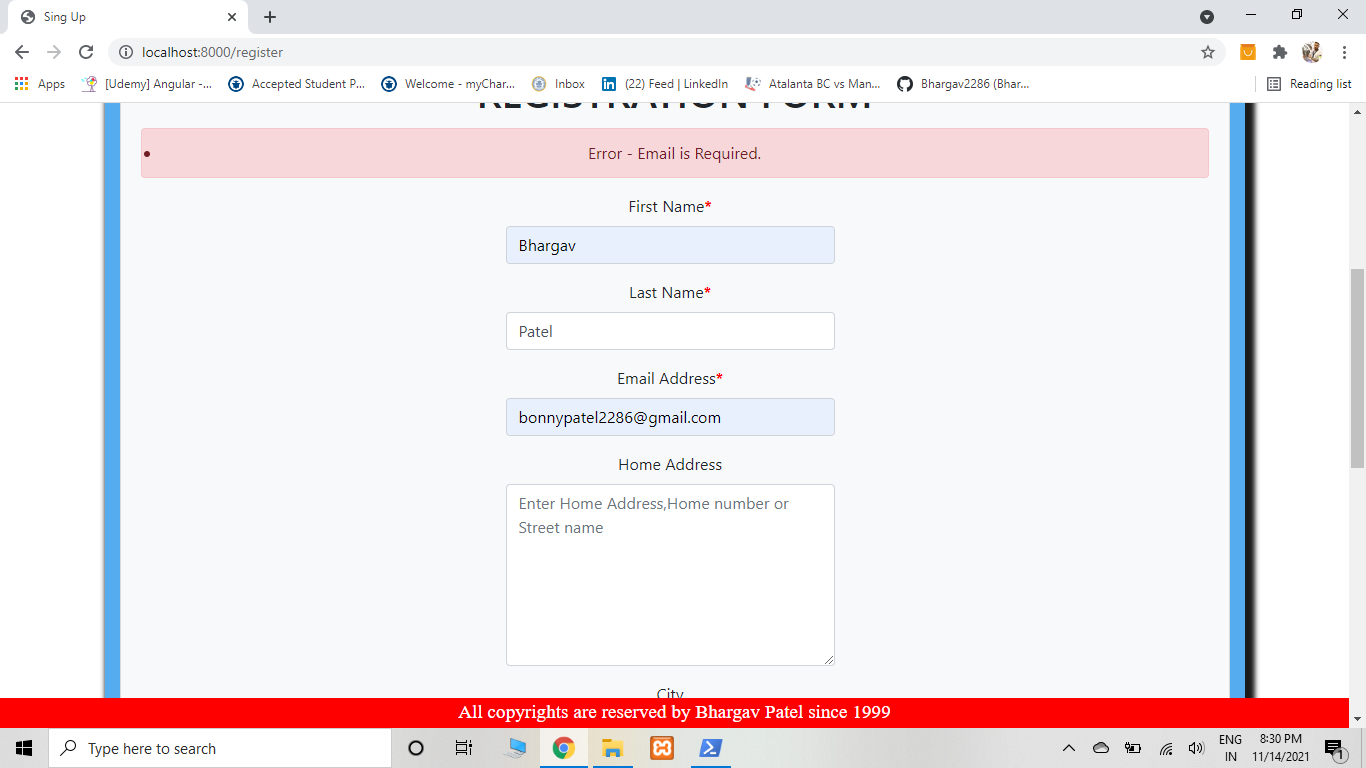 Sing Up
localhost:8000/register
Apps
[Udemy] Angular -...
Accepted Student P...
Welcome - myChar...
Inbox
(22) Feed | LinkedIn
Atalanta BC vs Man...
Bhargav2286 (Bhar...
Reading list
REGISTRATION FORM
Error - Email is Required.
First Name*
Bhargav
Last Name*
Patel
Email Address*
bonnypatel2286@gmail.com
Home Address
Enter Home Address,Home number or
Street name
City
All copyrights are reserved by Bhargav Patel since 1999
Type here to search
ENG
IN
8:30 PM
11/14/2021
1